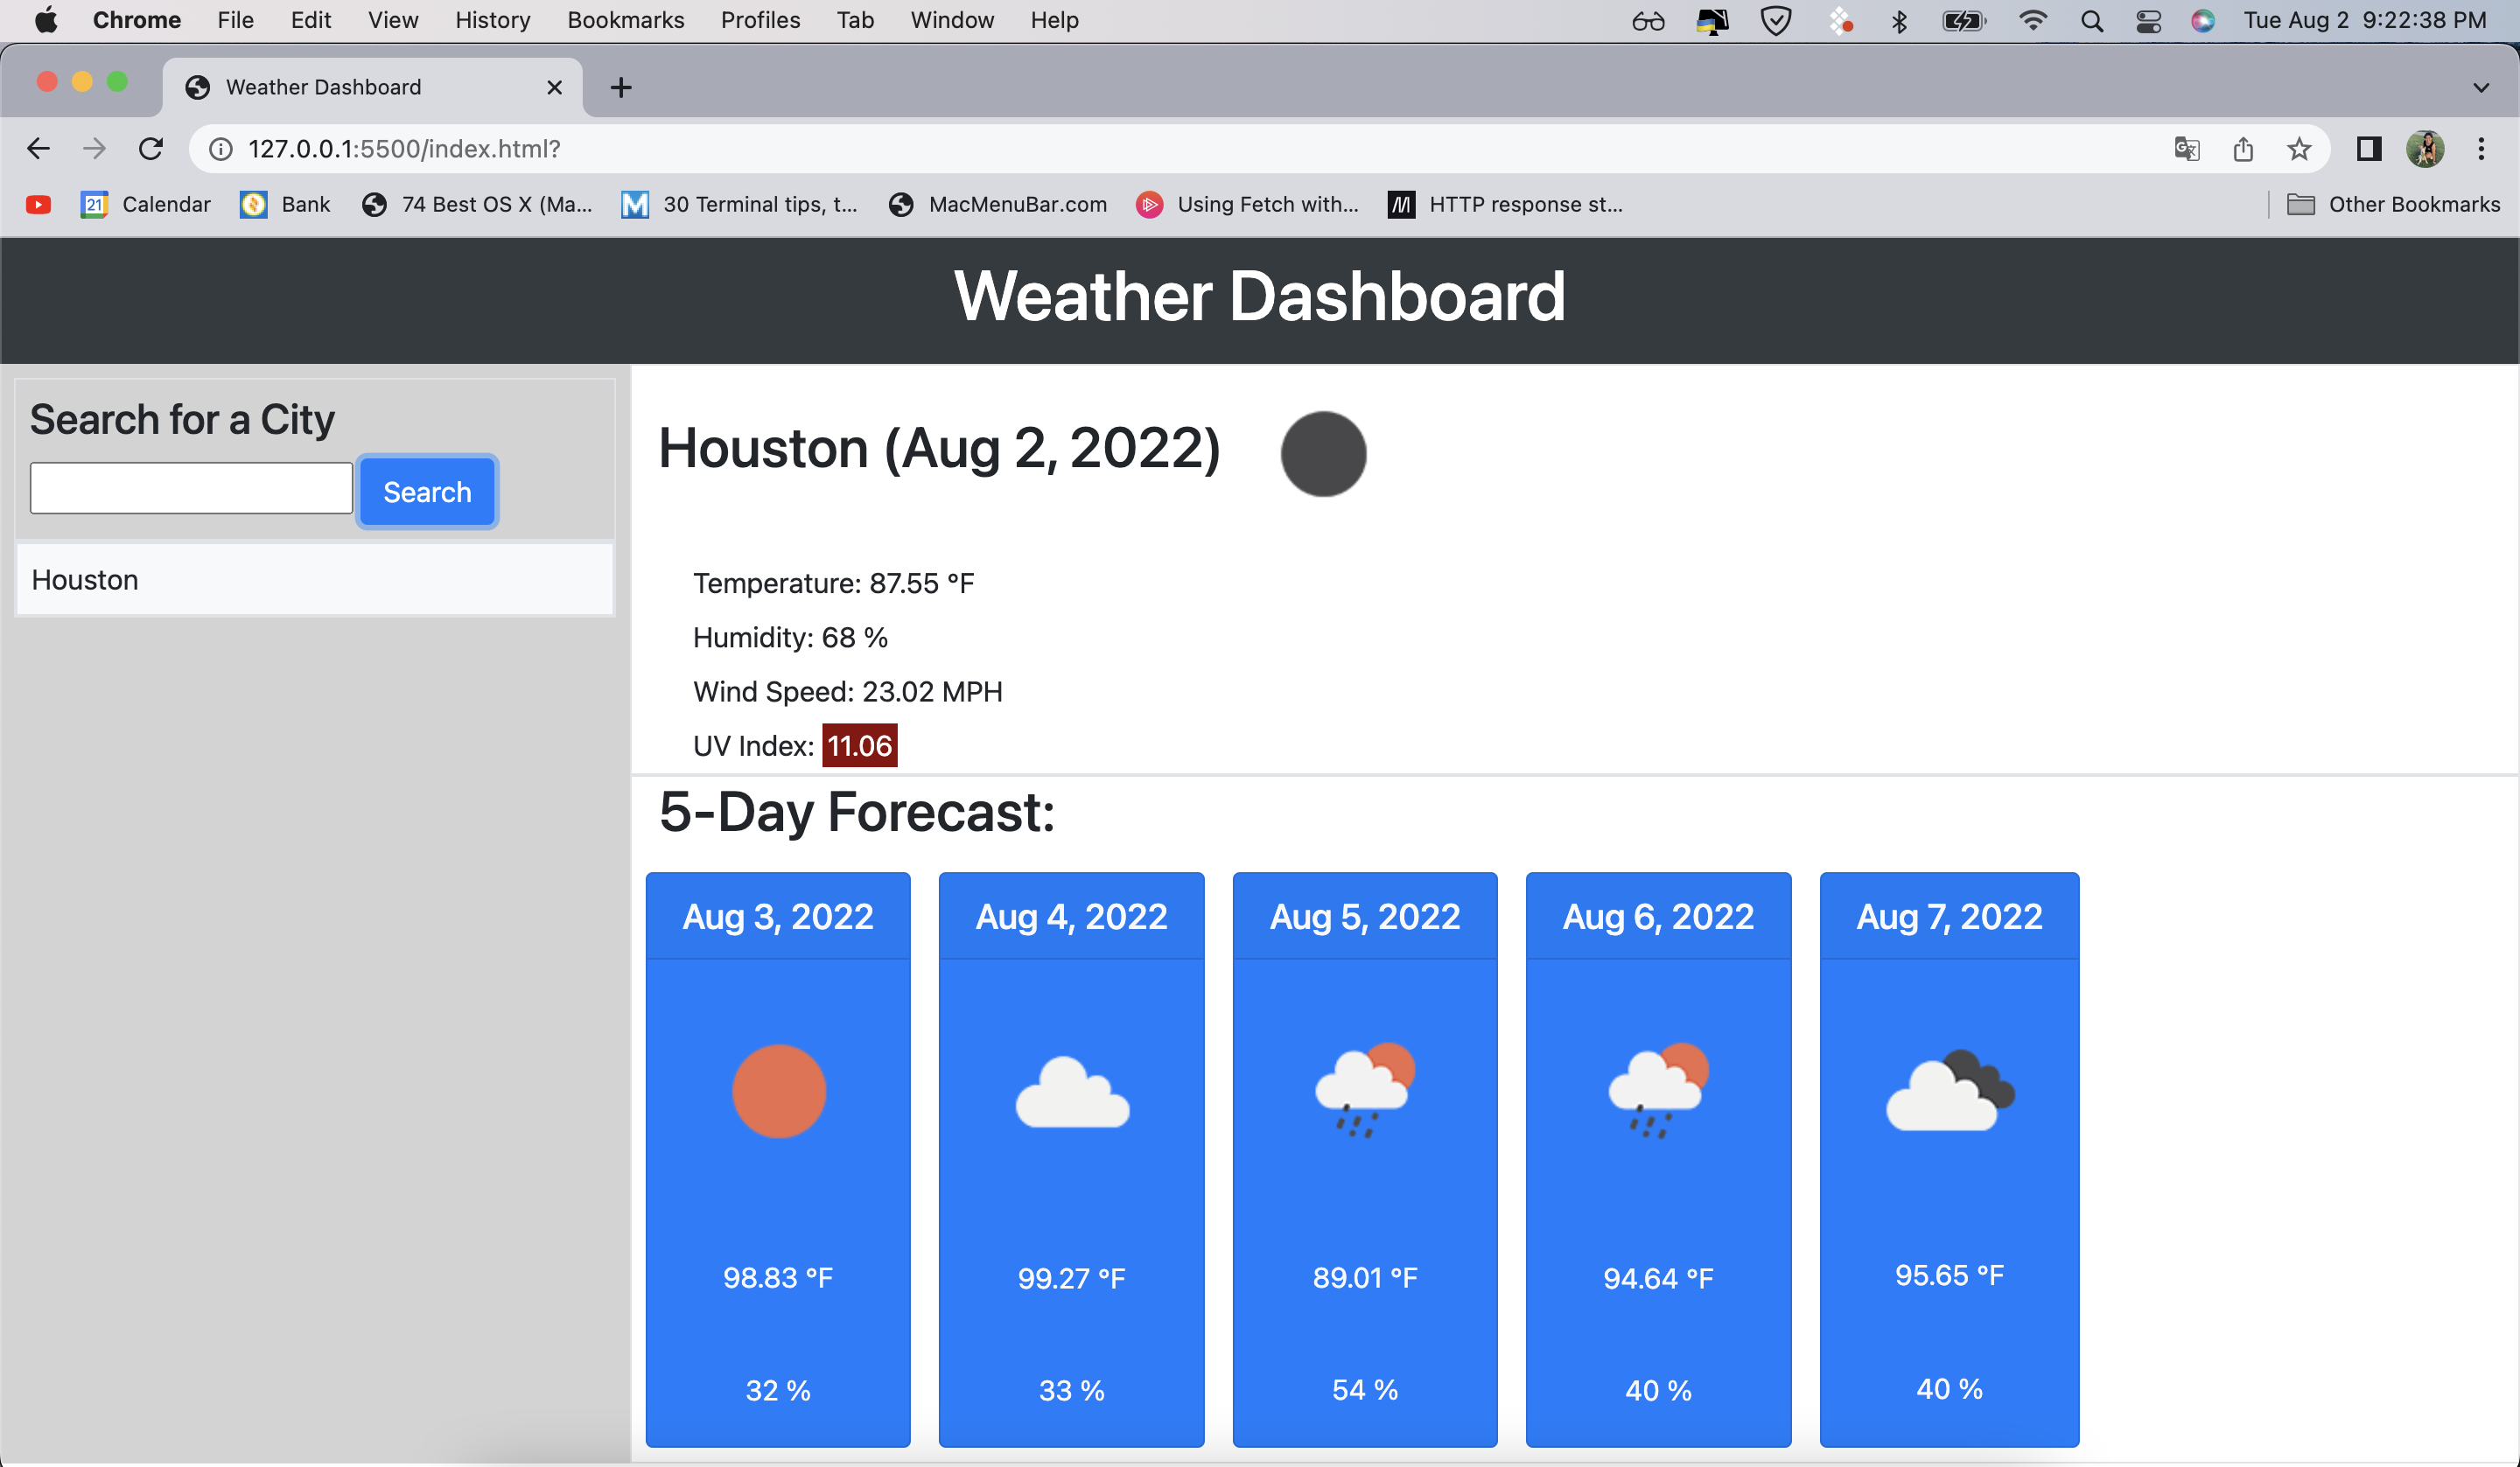 Chrome File Edit View History Bookmarks Profiles Tab Window Help Tue Aug 2 9:22:38 PM
Weather Dashboard
127.0.0.1:5500/index.html?
21 Calendar Bank 74 Best OS X (Ma... 30 Terminal tips, t... MacMenuBar.com Using Fetch with... HTTP response st... Other Bookmarks
Weather Dashboard
Search for a City
Search
Houston
Houston (Aug 2, 2022)
Temperature: 87.55 °F
Humidity: 68 %
Wind Speed: 23.02 MPH
UV Index: 11.06
5-Day Forecast:
Aug 3, 2022 Aug 4, 2022 Aug 5, 2022 Aug 6, 2022 Aug 7, 2022
98.83 °F 99.27 °F 89.01 °F 94.64 °F 95.65 °F
32 % 33 % 54 % 40 % 40 %